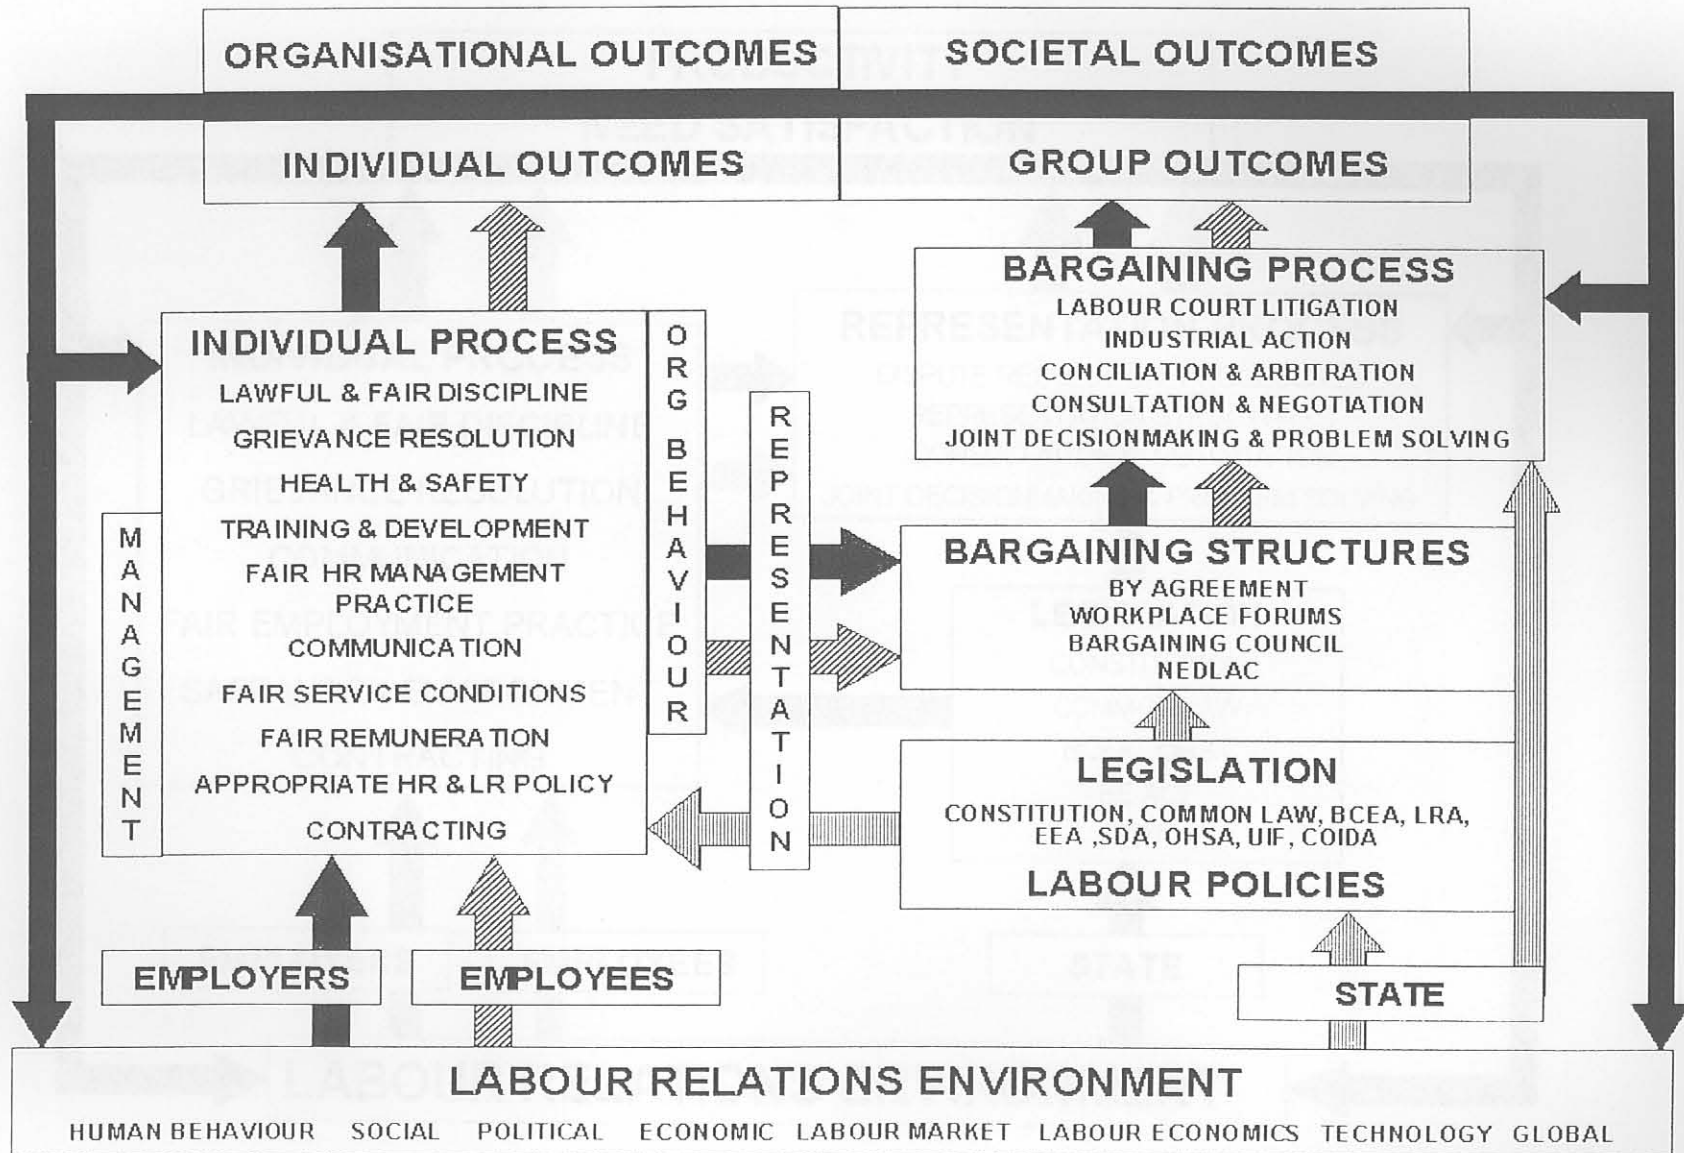 ORGANISATIONAL OUTCOMES
SOCIETAL OUTCOMES
INDIVIDUAL OUTCOMES
GROUP OUTCOMES
INDIVIDUAL PROCESS
LAWFUL & FAIR DISCIPLINE
GRIEVANCE RESOLUTION
HEALTH & SAFETY
TRAINING & DEVELOPMENT
FAIR HR MANAGEMENT
PRACTICE
COMMUNICATION
FAIR SERVICE CONDITIONS
FAIR REMUNERATION
APPROPRIATE HR & LR POLICY
CONTRACTING
MANAGEMENT
ORG BEHAVIOUR
REPRESENTATION
BARGAINING PROCESS
LABOUR COURT LITIGATION
INDUSTRIAL ACTION
CONCILIATION & ARBITRATION
CONSULTATION & NEGOTIATION
JOINT DECISIONMAKING & PROBLEM SOLVING
BARGAINING STRUCTURES
BY AGREEMENT
WORKPLACE FORUMS
BARGAINING COUNCIL
NEDLAC
LEGISLATION
CONSTITUTION, COMMON LAW, BCEA, LRA,
EEA ,SDA, OHSA, UIF, COIDA
LABOUR POLICIES
EMPLOYERS
EMPLOYEES
STATE
LABOUR RELATIONS ENVIRONMENT
HUMAN BEHAVIOUR SOCIAL POLITICAL ECONOMIC LABOUR MARKET LABOUR ECONOMICS TECHNOLOGY GLOBAL